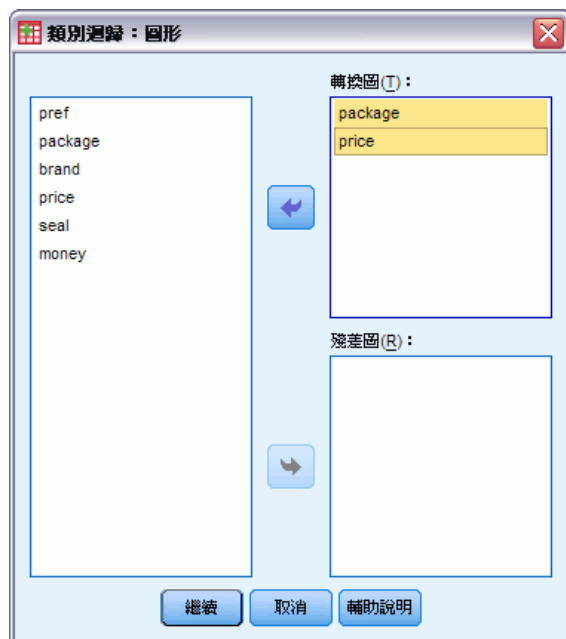 類別迴歸：圖形
轉換圖(T)：
pref
package
brand
price
seal
money
package
price
殘差圖(R)：
繼續
取消
輔助說明